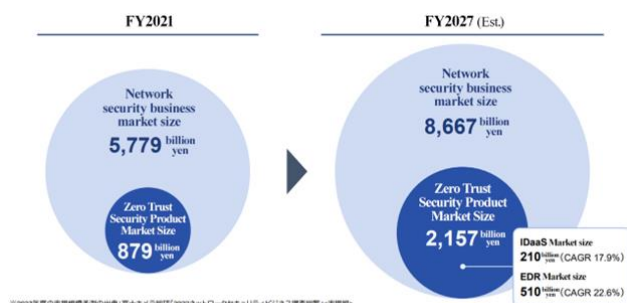 FY2021
FY2027 (Est.)
Network
security business
market size
5,779 billion yen
Zero Trust
Security Product
Market Size
879 billion yen
Network
security business
market size
8,667 billion yen
Zero Trust
Security Product
Market Size
2,157 billion yen
IDaaS Market size
210 billion yen (CAGR 17.9%)
EDR Market size
510 billion yen (CAGR 22.6%)